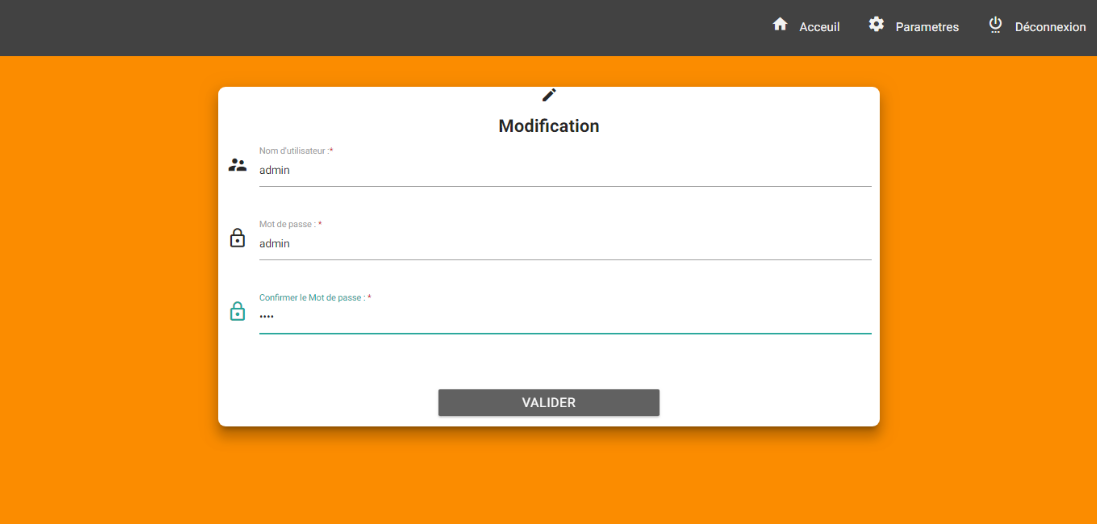 Acceuil Parametres Déconnexion
Modification
Nom d'utilisateur :*
admin
Mot de passe : *
admin
Confirmer le Mot de passe : *
••••
VALIDER